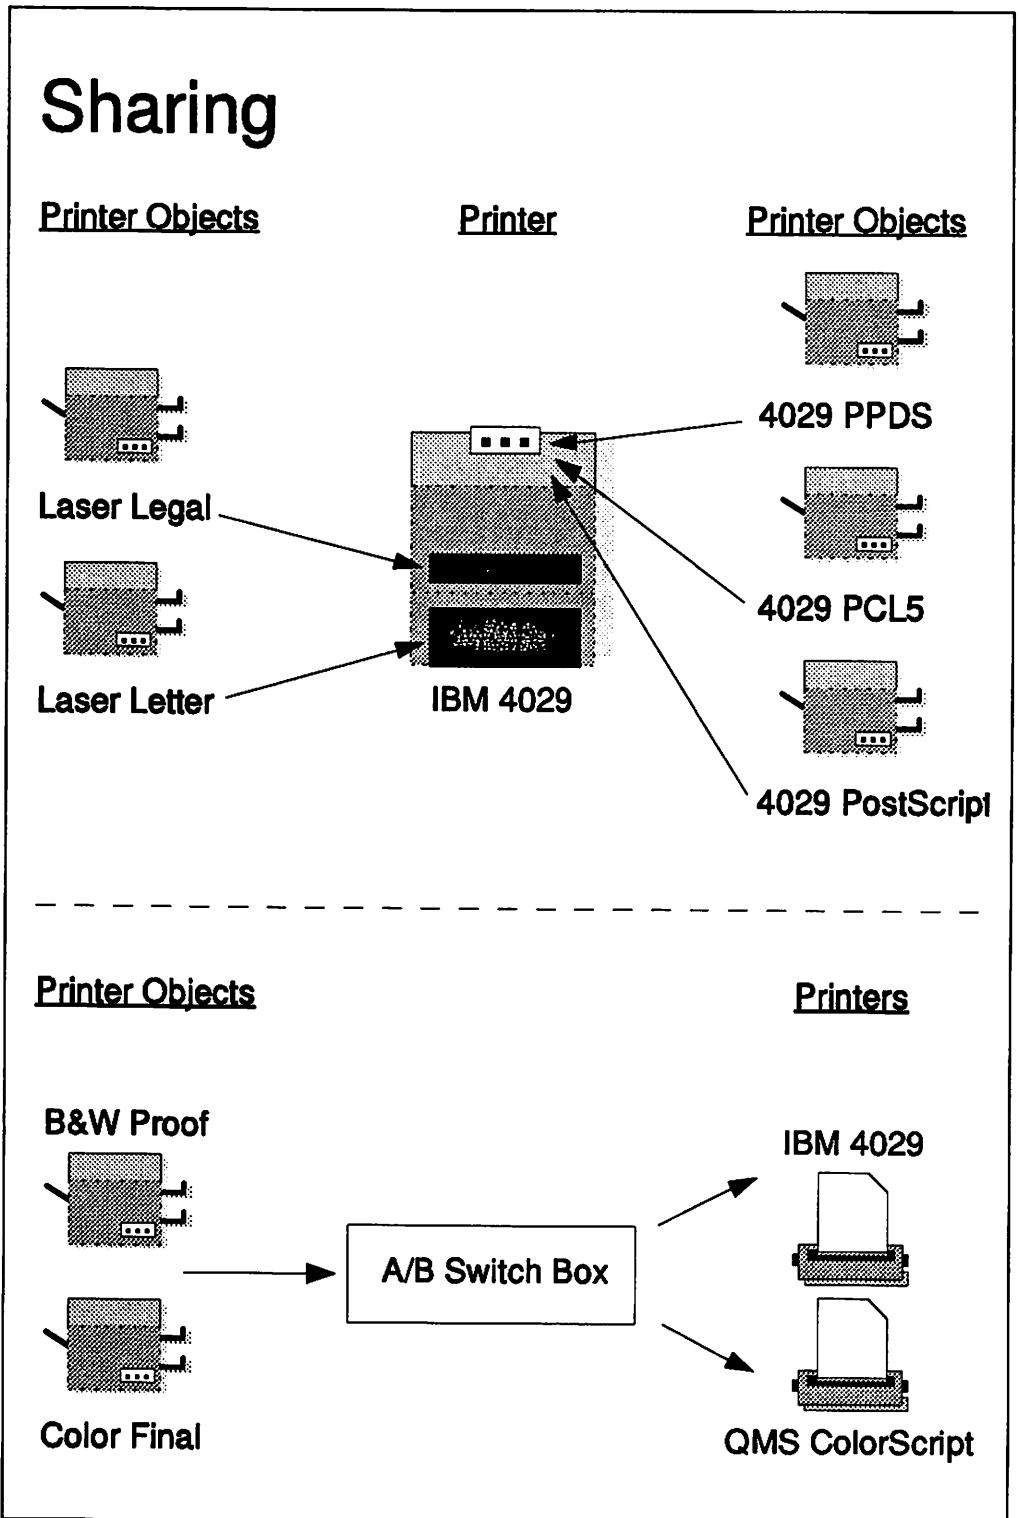 Sharing
Printer Objects
Printer
Printer Objects
4029 PPDS
Laser Legal
4029 PCL5
Laser Letter
IBM 4029
4029 PostScript
Printer Objects
Printers
B&W Proof
IBM 4029
A/B Switch Box
Color Final
QMS ColorScript